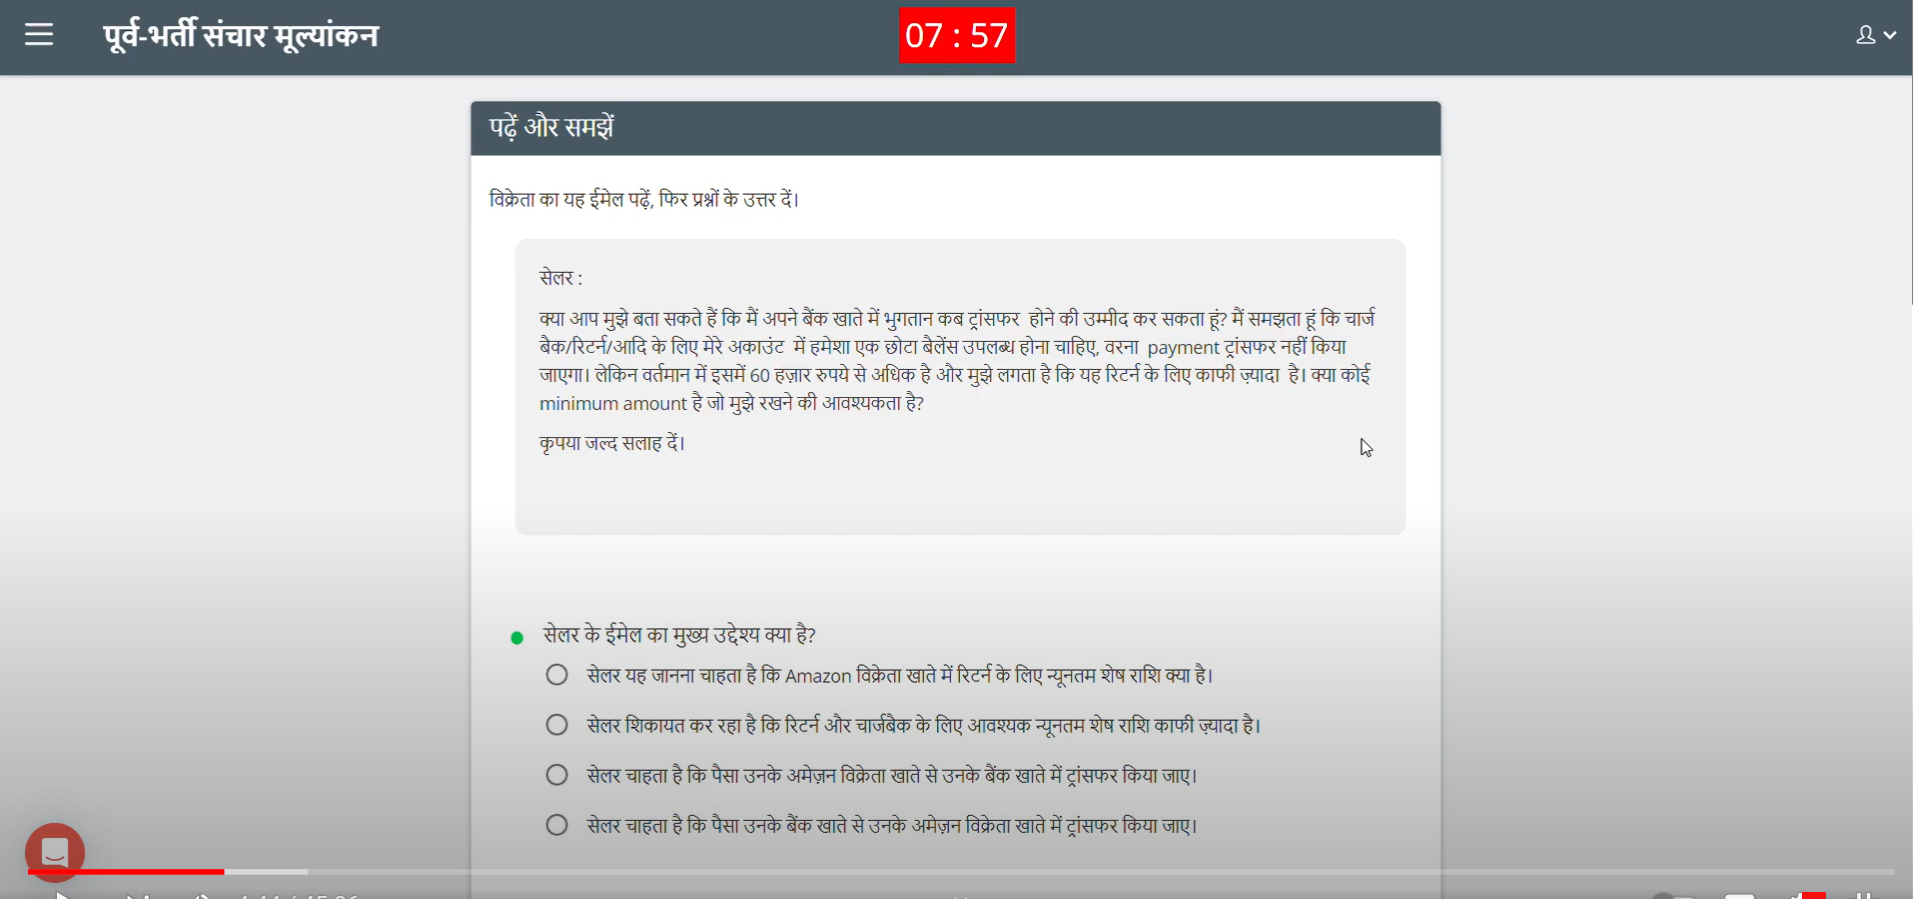 पूर्व-भर्ती संचार मूल्यांकन
07 : 57
पढ़ें और समझें
विक्रेता का यह ईमेल पढ़ें, फिर प्रश्नों के उत्तर दें।
सेलर :
क्या आप मुझे बता सकते हैं कि मैं अपने बैंक खाते में भुगतान कब ट्रांसफर होने की उम्मीद कर सकता हूं? मैं समझता हूं कि चार्ज
बैक/रिटर्न/आदि के लिए मेरे अकाउंट में हमेशा एक छोटा बैलेंस उपलब्ध होना चाहिए, वरना payment ट्रांसफर नहीं किया
जाएगा। लेकिन वर्तमान में इसमें 60 हज़ार रुपये से अधिक है और मुझे लगता है कि यह रिटर्न के लिए काफी ज़्यादा है। क्या कोई
minimum amount है जो मुझे रखने की आवश्यकता है?
कृपया जल्द सलाह दें।
सेलर के ईमेल का मुख्य उद्देश्य क्या है?
सेलर यह जानना चाहता है कि Amazon विक्रेता खाते में रिटर्न के लिए न्यूनतम शेष राशि क्या है।
सेलर शिकायत कर रहा है कि रिटर्न और चार्जबैक के लिए आवश्यक न्यूनतम शेष राशि काफी ज़्यादा है।
सेलर चाहता है कि पैसा उनके अमेज़न विक्रेता खाते से उनके बैंक खाते में ट्रांसफर किया जाए।
सेलर चाहता है कि पैसा उनके बैंक खाते से उनके अमेज़न विक्रेता खाते में ट्रांसफर किया जाए।